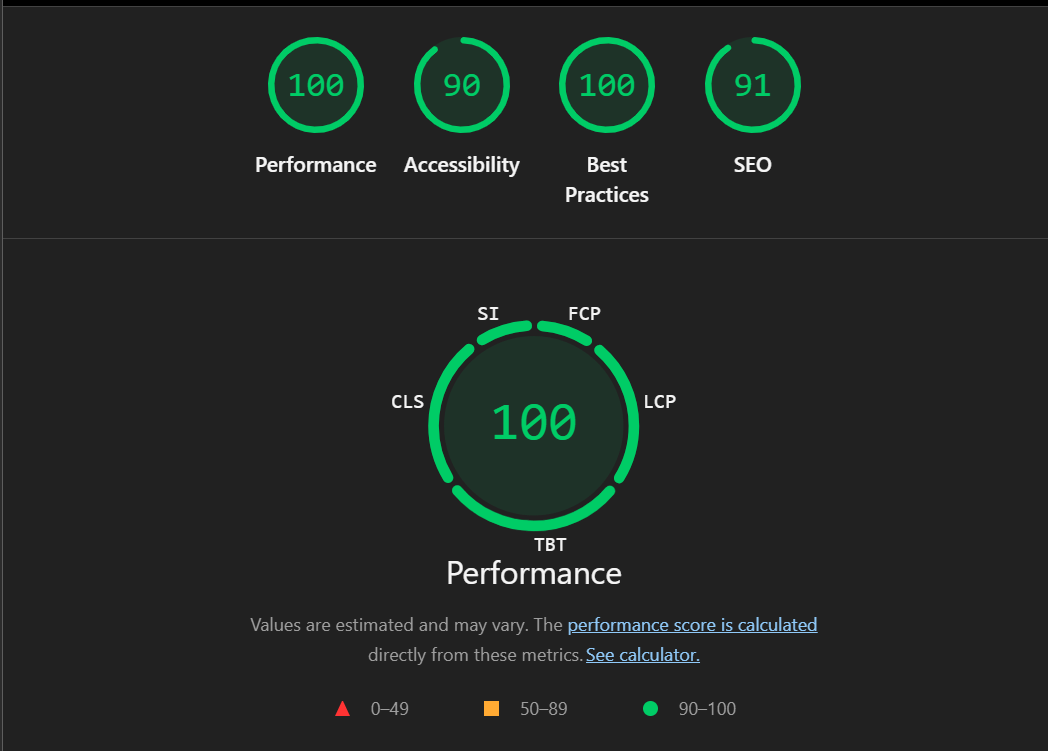 100 90 100 91
Performance Accessibility Best Practices SEO
SI FCP
CLS LCP
100
TBT
Performance
Values are estimated and may vary. The performance score is calculated
directly from these metrics. See calculator.
0–49 50–89 90–100